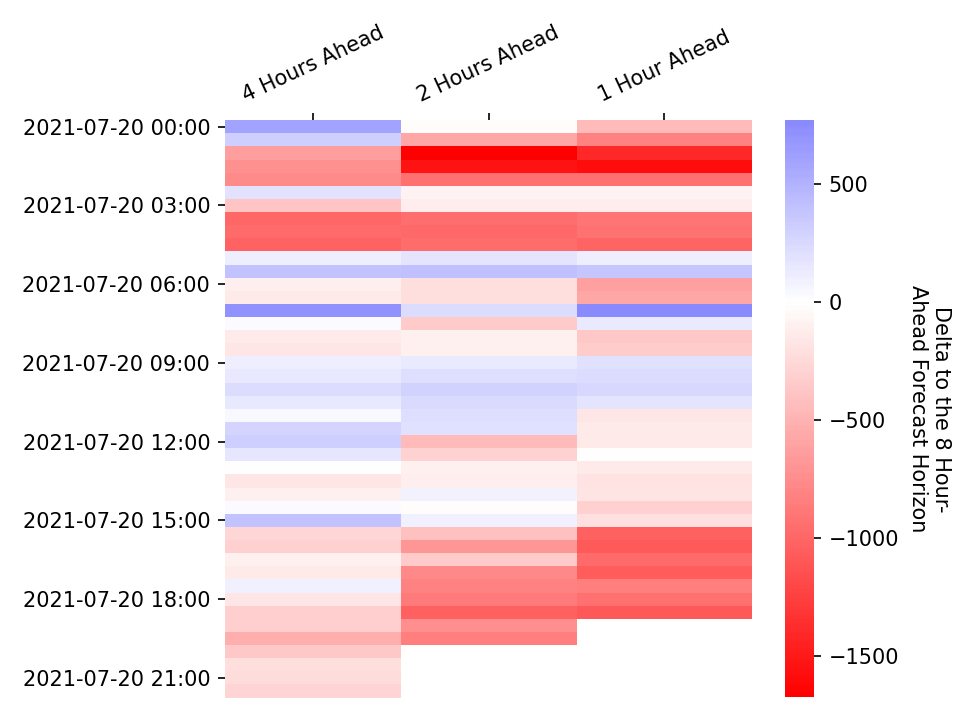 4 Hours Ahead
2 Hours Ahead
1 Hour Ahead
2021-07-20 00:00
2021-07-20 03:00
2021-07-20 06:00
2021-07-20 09:00
2021-07-20 12:00
2021-07-20 15:00
2021-07-20 18:00
2021-07-20 21:00
500
0
−500
−1000
−1500
Delta to the 8 Hour-
Ahead Forecast Horizon